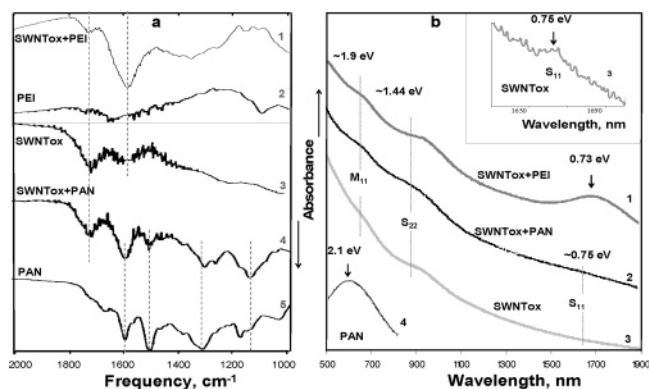 a
SWNTox+PEI
1
PEI
2
SWNTox
3
SWNTox+PAN
4
PAN
5
2000 1800 1600 1400 1200 1000
Frequency, cm-1
Absorbance
b
~1.9 eV
~1.44 eV
0.75 eV
S11
3
SWNTox
1650 1690
Wavelength, nm
0.73 eV
M11
SWNTox+PEI
1
S22
SWNTox+PAN
~0.75 eV
2
2.1 eV
S11
PAN
4
SWNTox
3
500 700 900 1100 1300 1500 1700 1900
Wavelength, nm